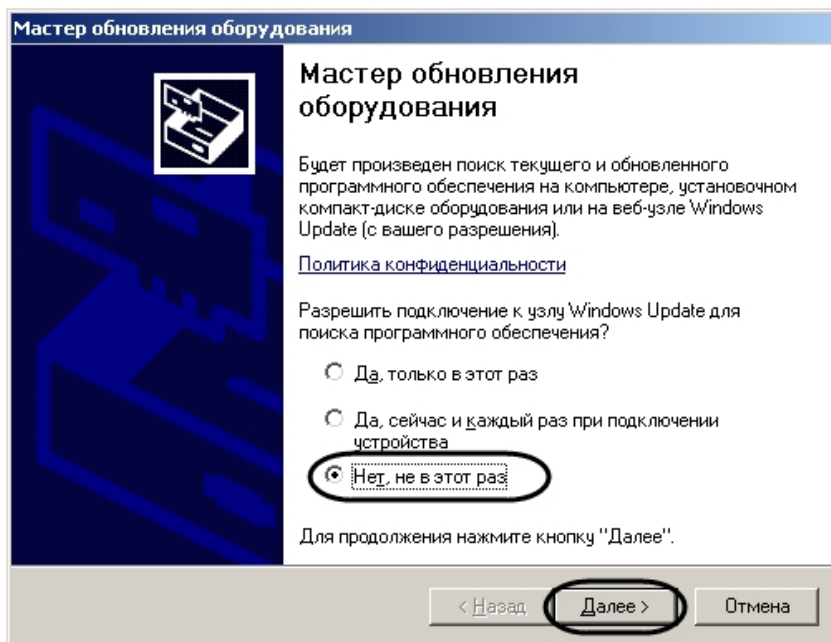 Мастер обновления оборудования
Мастер обновления
оборудования
Будет произведен поиск текущего и обновленного
программного обеспечения на компьютере, установочном
компакт-диске оборудования или на веб-узле Windows
Update (с вашего разрешения).
Политика конфиденциальности
Разрешить подключение к узлу Windows Update для
поиска программного обеспечения?
Да, только в этот раз
Да, сейчас и каждый раз при подключении
устройства
Нет, не в этот раз
Для продолжения нажмите кнопку "Далее".
< Назад
Далее >
Отмена